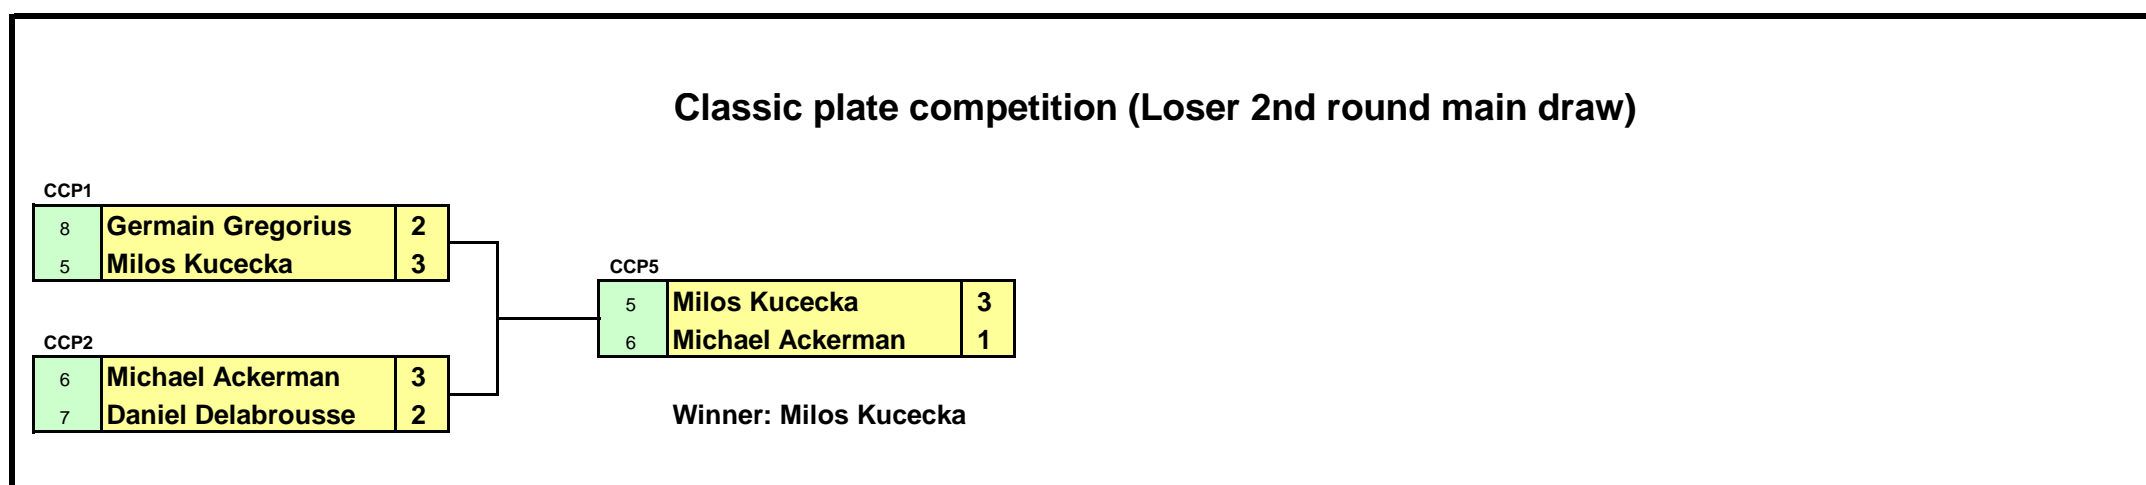 Classic plate competition (Loser 2nd round main draw)
CCP1
8 Germain Gregorius 2
5 Milos Kucecka 3
CCP5
5 Milos Kucecka 3
6 Michael Ackerman 1
CCP2
6 Michael Ackerman 3
7 Daniel Delabrousse 2
Winner: Milos Kucecka